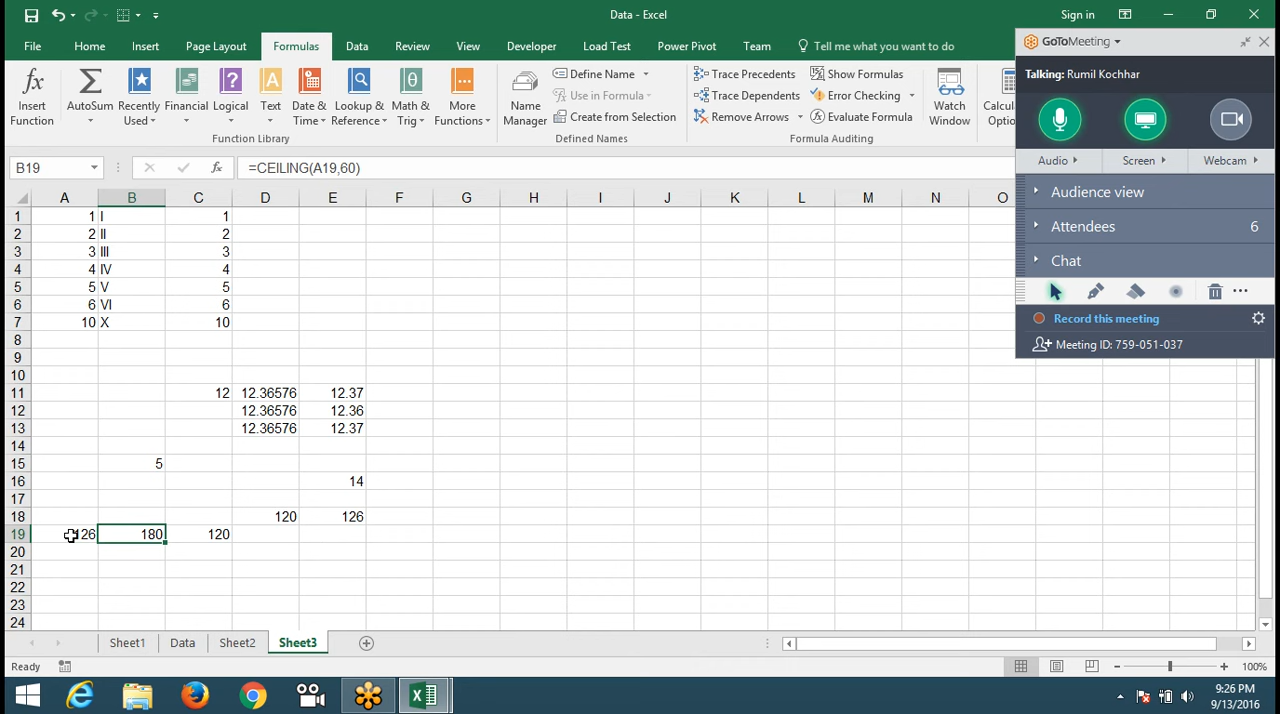 Data - Excel
Sign in
File Home Insert Page Layout Formulas Data Review View Developer Load Test Power Pivot Team Tell me what you want to do
Insert Function
AutoSum
Recently Used
Financial
Logical
Text
Date & Time
Lookup & Reference
Math & Trig
More Functions
Function Library
Name Manager
Define Name
Use in Formula
Create from Selection
Defined Names
Trace Precedents
Trace Dependents
Remove Arrows
Show Formulas
Error Checking
Evaluate Formula
Formula Auditing
Watch Window
GoToMeeting
Talking: Rumil Kochhar
Audio Screen Webcam
Audience view
Attendees 6
Chat
Record this meeting
Meeting ID: 759-051-037
B19 fx =CEILING(A19,60)
A B C D E F G H I J K L M N O
1 1 I 1
2 2 II 2
3 3 III 3
4 4 IV 4
5 5 V 5
6 6 VI 6
7 10 X 10
8
9
10
11 12 12.36576 12.37
12 12.36576 12.36
13 12.36576 12.37
14
15 5
16 14
17
18 120 126
19 126 180 120
20
21
22
23
24
Sheet1 Data Sheet2 Sheet3
Ready
100%
9:26 PM
9/13/2016